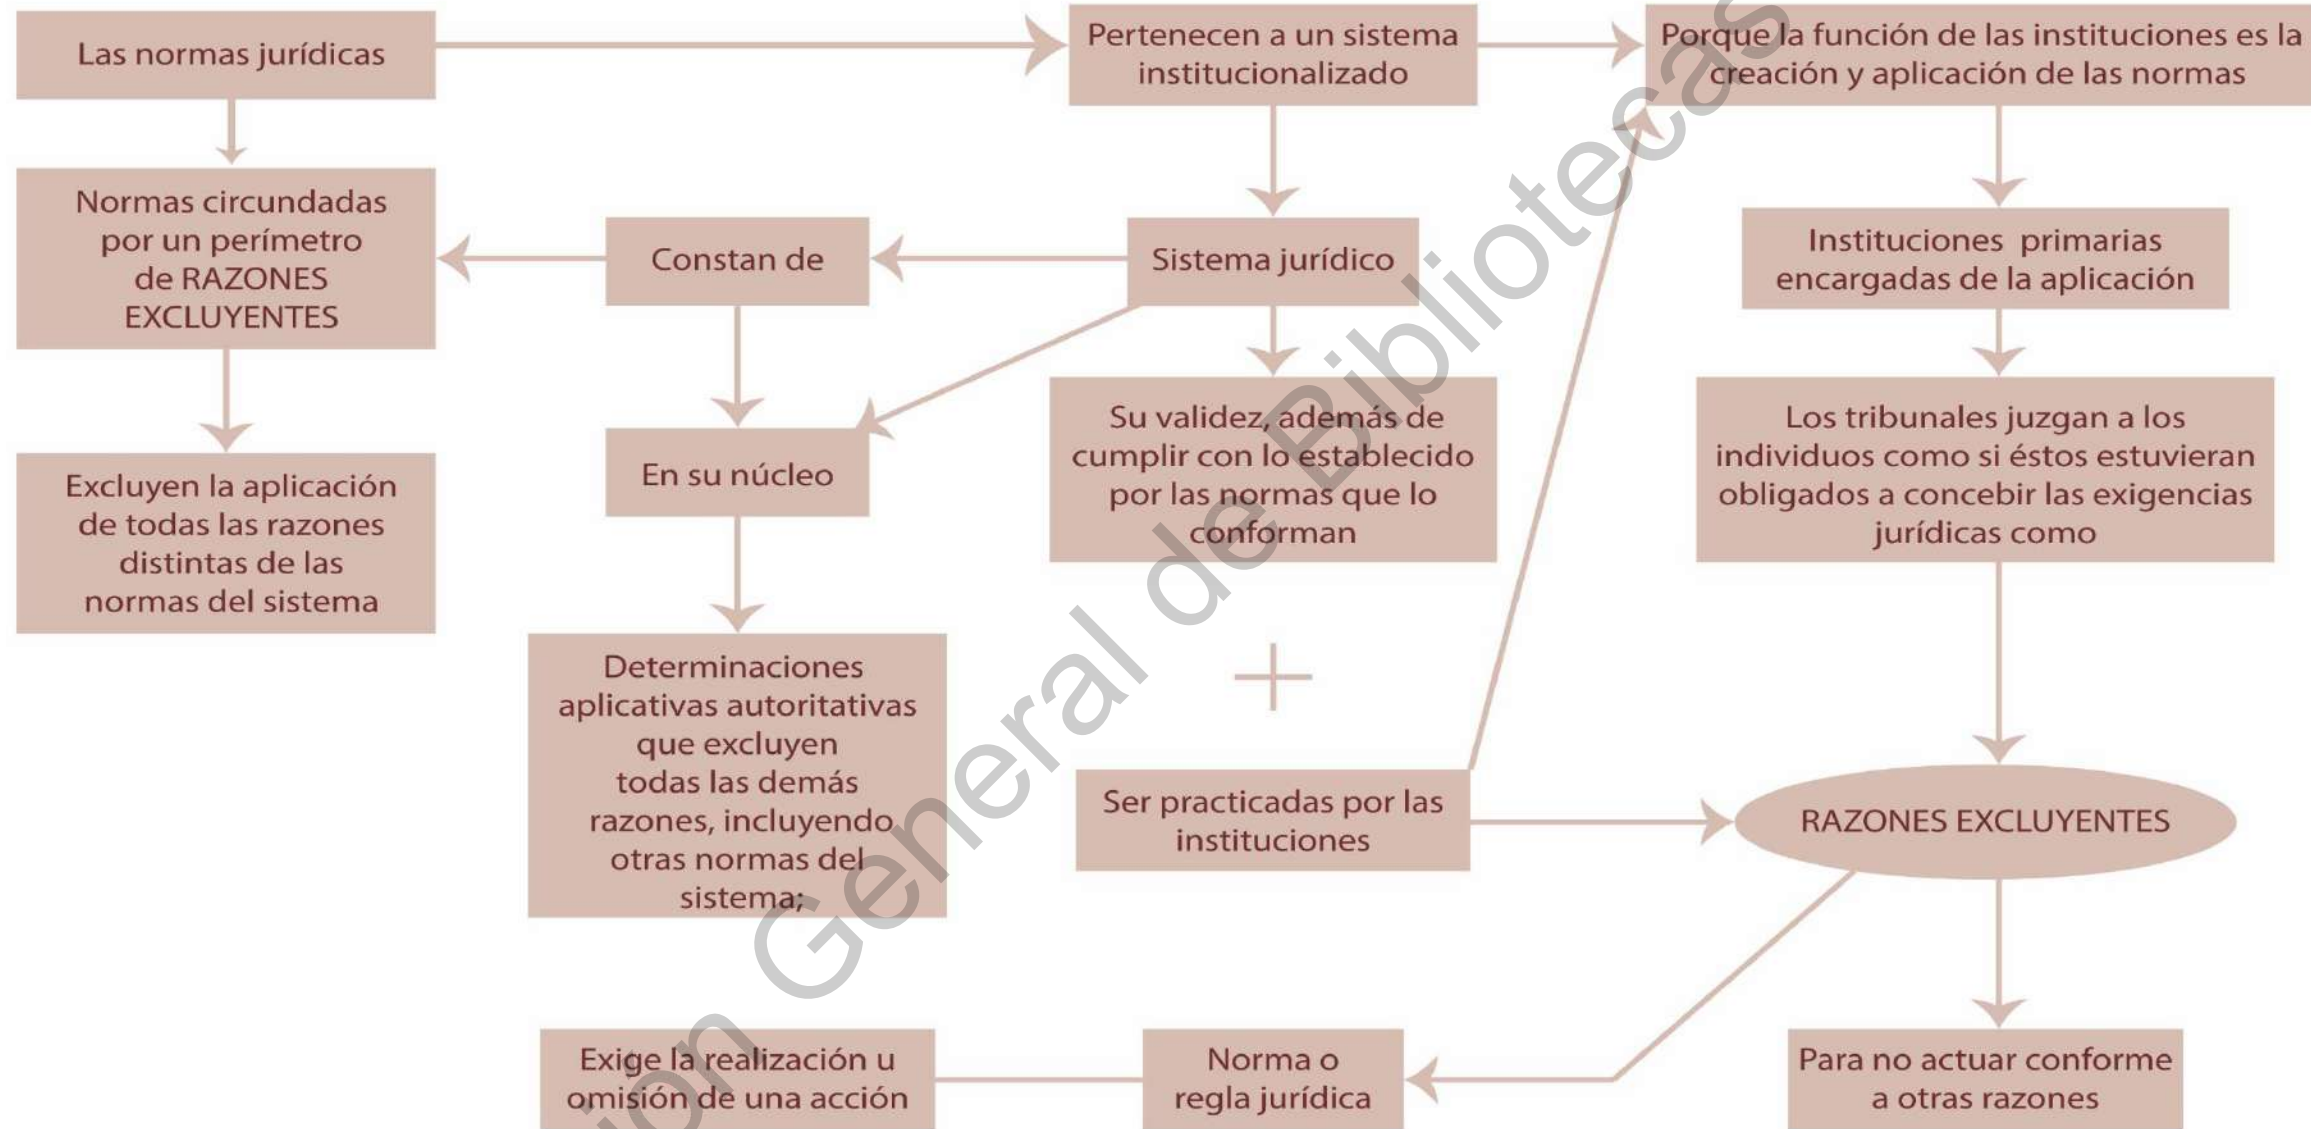 Las normas jurídicas
Pertenecen a un sistema
institucionalizado
Porque la función de las instituciones es la
creación y aplicación de las normas
Normas circundadas
por un perímetro
de RAZONES
EXCLUYENTES
Constan de
Sistema jurídico
Instituciones primarias
encargadas de la aplicación
Excluyen la aplicación
de todas las razones
distintas de las
normas del sistema
En su núcleo
Su validez, además de
cumplir con lo establecido
por las normas que lo
conforman
Los tribunales juzgan a los
individuos como si éstos estuvieran
obligados a concebir las exigencias
jurídicas como
Determinaciones
aplicativas autoritativas
que excluyen
todas las demás
razones, incluyendo
otras normas del
sistema;
+
Ser practicadas por las
instituciones
RAZONES EXCLUYENTES
Exige la realización u
omisión de una acción
Norma o
regla jurídica
Para no actuar conforme
a otras razones
General de Bibliotecas